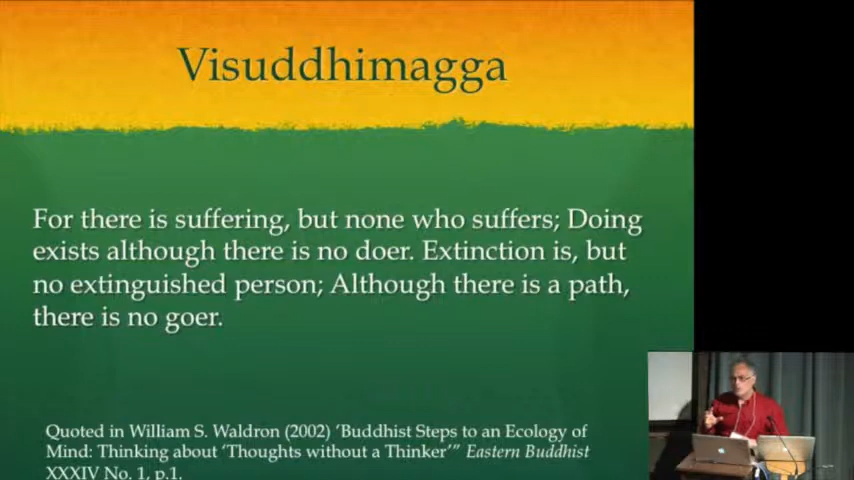 Visuddhimagga
For there is suffering, but none who suffers; Doing
exists although there is no doer. Extinction is, but
no extinguished person; Although there is a path,
there is no goer.
Quoted in William S. Waldron (2002) ‘Buddhist Steps to an Ecology of
Mind: Thinking about ‘Thoughts without a Thinker’” Eastern Buddhist
XXXIV No. 1, p.1.